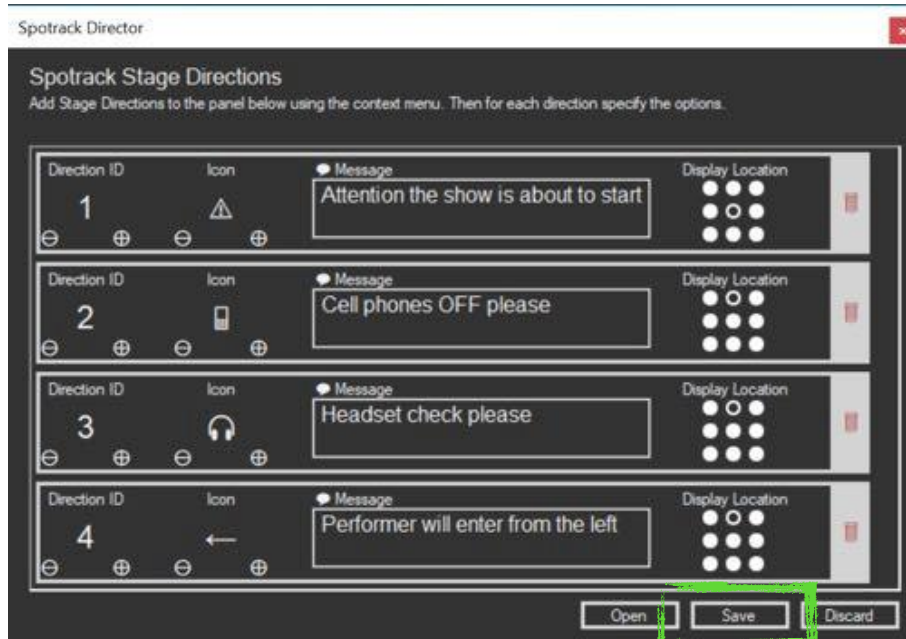 Spotrack Director
Spotrack Stage Directions
Add Stage Directions to the panel below using the context menu. Then for each direction specify the options.
Direction ID Icon Message Display Location
1 Attention the show is about to start
Direction ID Icon Message Display Location
2 Cell phones OFF please
Direction ID Icon Message Display Location
3 Headset check please
Direction ID Icon Message Display Location
4 Performer will enter from the left
Open Save Discard